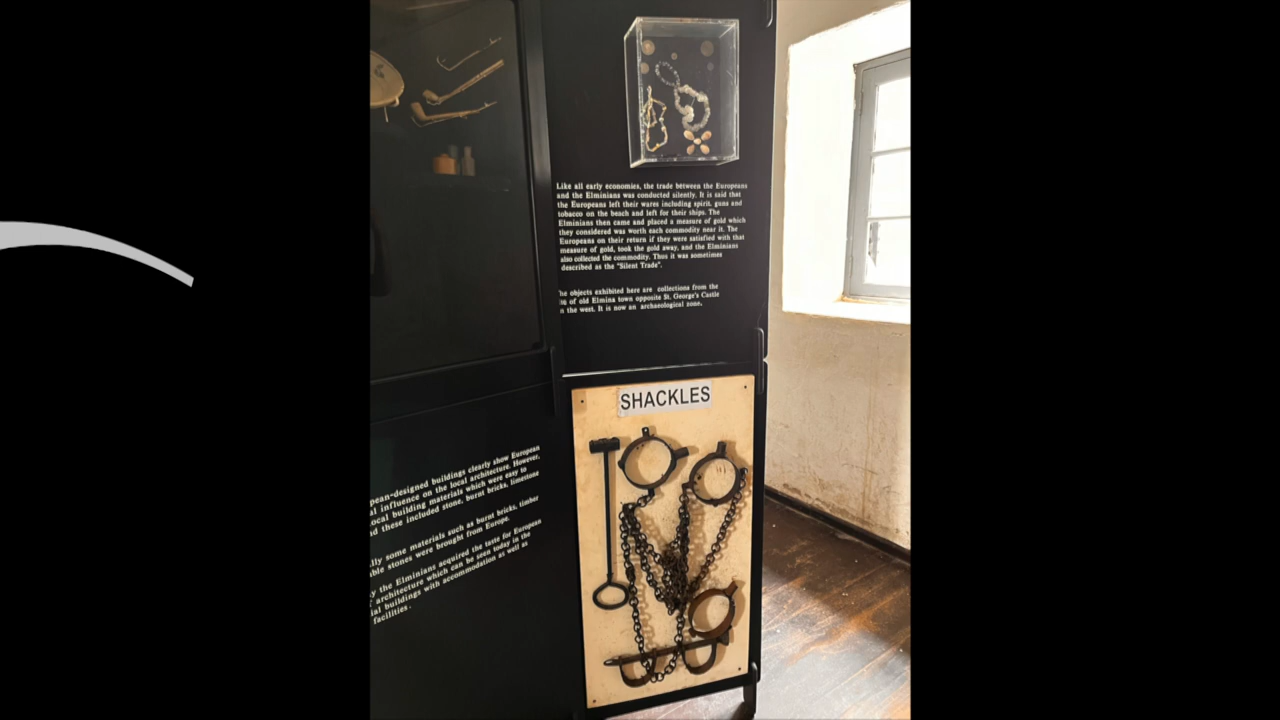 Like all early economies, the trade between the Europeans
and the Elminians was conducted silently. It is said that
the Europeans left their wares including spirit, guns and
tobacco on the beach and left for their ships. The
Elminians then came and placed a measure of gold which
they considered was worth each commodity near it. The
Europeans on their return if they were satisfied with that
measure of gold, took the gold away, and the Elminians
also collected the commodity. Thus it was sometimes
described as the "Silent Trade".
he objects exhibited here are collections from the
of old Elmina town opposite St. George's Castle
n the west. It is now an archaeological zone.
SHACKLES
pean-designed buildings clearly show European
al influence on the local architecture. However,
ocal building materials which were easy to
d these included stone, burnt bricks, limestone
lly some materials such as burnt bricks, timber
ble stones were brought from Europe.
y the Elminians acquired the taste for European
architecture which can be seen today in the
ial buildings with accommodation as well as
facilities.